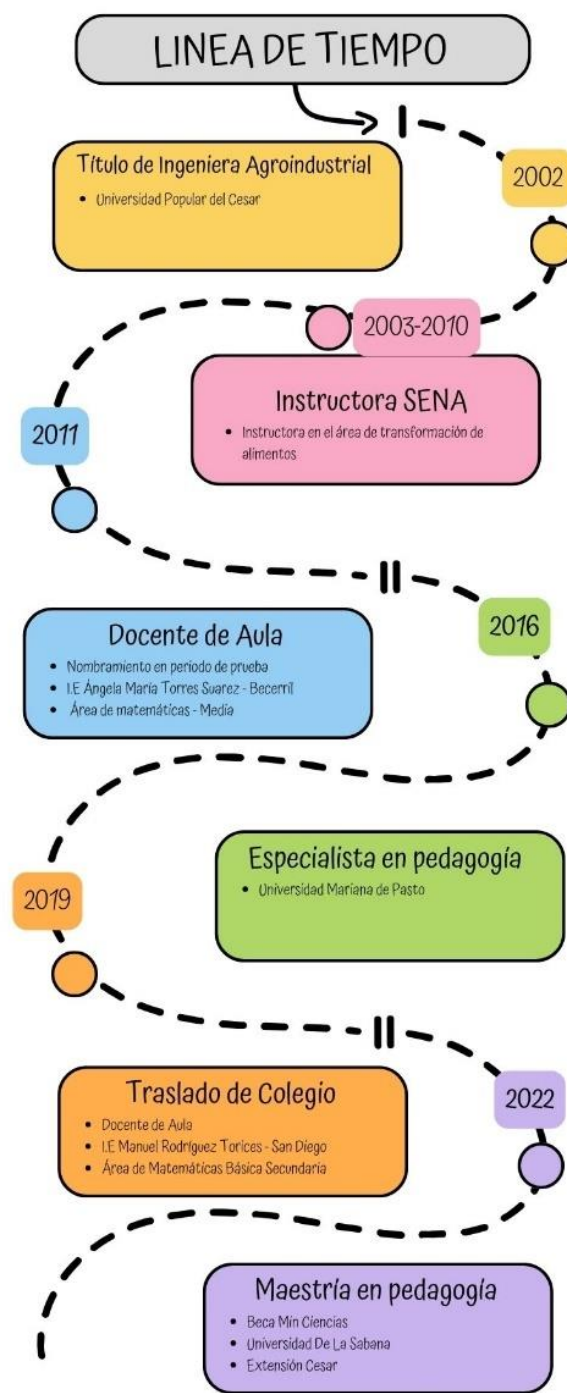 LINEA DE TIEMPO
Título de Ingeniera Agroindustrial
• Universidad Popular del Cesar
2002
2003-2010
Instructora SENA
• Instructora en el área de transformación de
alimentos
2011
2016
Docente de Aula
• Nombramiento en periodo de prueba
• I.E Ángela María Torres Suarez - Becerril
• Área de matemáticas - Media
Especialista en pedagogía
• Universidad Mariana de Pasto
2019
2022
Traslado de Colegio
• Docente de Aula
• I.E Manuel Rodríguez Torices - San Diego
• Área de Matemáticas Básica Secundaria
Maestría en pedagogía
• Beca Min Ciencias
• Universidad De La Sabana
• Extensión Cesar